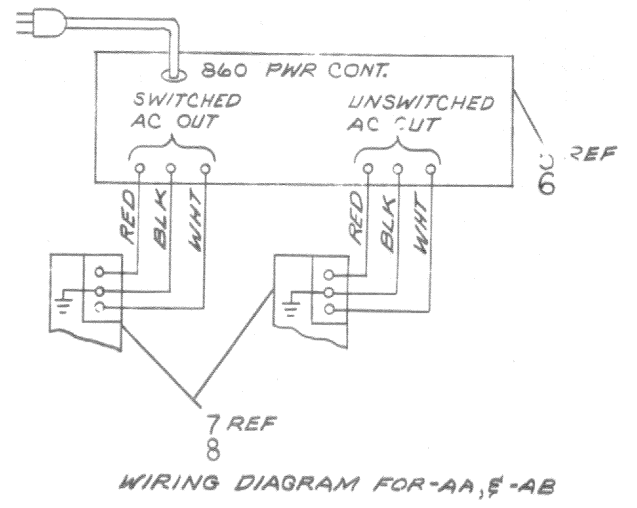 860 PWR CONT.
SWITCHED
AC OUT
UNSWITCHED
AC OUT
REF
6
RED
BLK
WHT
RED
BLK
WHT
7 REF
8
WIRING DIAGRAM FOR-AA, &-AB